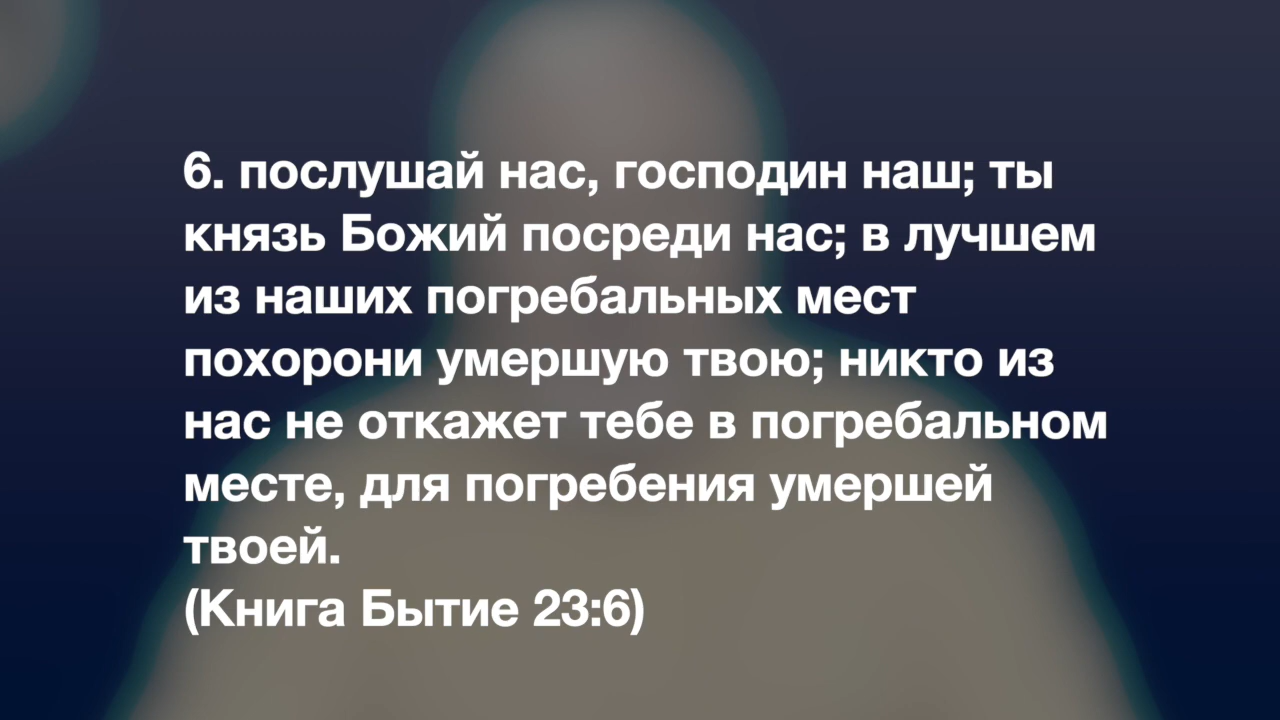 6. послушай нас, господин наш; ты
князь Божий посреди нас; в лучшем
из наших погребальных мест
похорони умершую твою; никто из
нас не откажет тебе в погребальном
месте, для погребения умершей
твоей.
(Книга Бытие 23:6)